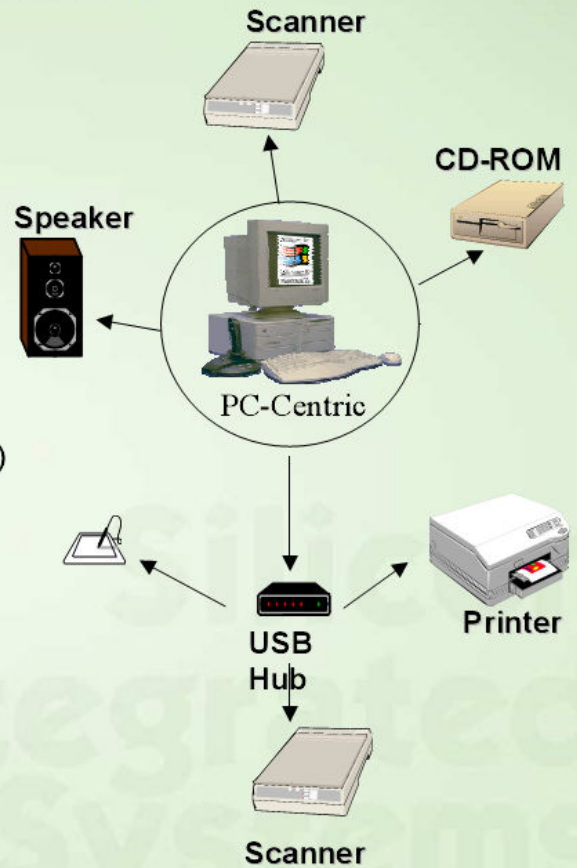 Scanner
CD-ROM
Speaker
PC-Centric
)
Printer
USB
Hub
Scanner